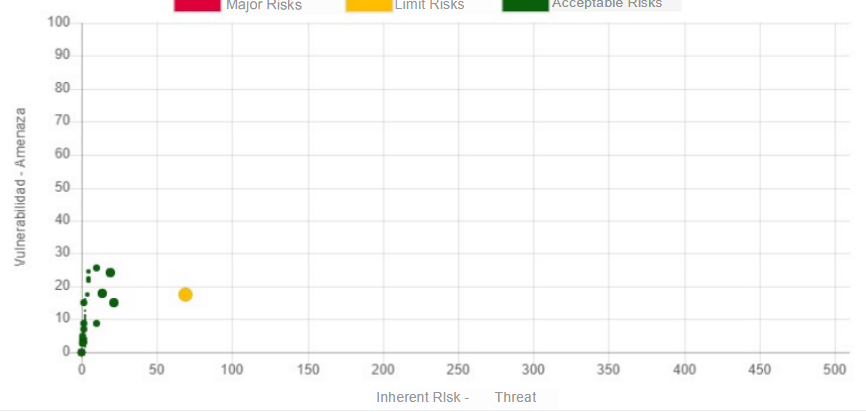 Major Risks Limit Risks Acceptable Risks
100
90
80
70
60
50
40
30
20
10
0
Vulnerabilidad - Amenaza
0 50 100 150 200 250 300 350 400 450 500
Inherent RIsk - Threat